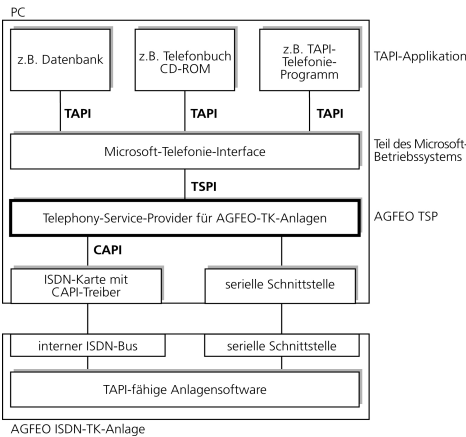 PC
z.B. Datenbank
z.B. Telefonbuch
CD-ROM
z.B. TAPI-
Telefonie-
Programm
TAPI-Applikation
TAPI
TAPI
TAPI
Microsoft-Telefonie-Interface
Teil des Microsoft-
Betriebssystems
TSPI
Telephony-Service-Provider für AGFEO-TK-Anlagen
AGFEO TSP
CAPI
ISDN-Karte mit
CAPI-Treiber
serielle Schnittstelle
interner ISDN-Bus
serielle Schnittstelle
TAPI-fähige Anlagensoftware
AGFEO ISDN-TK-Anlage